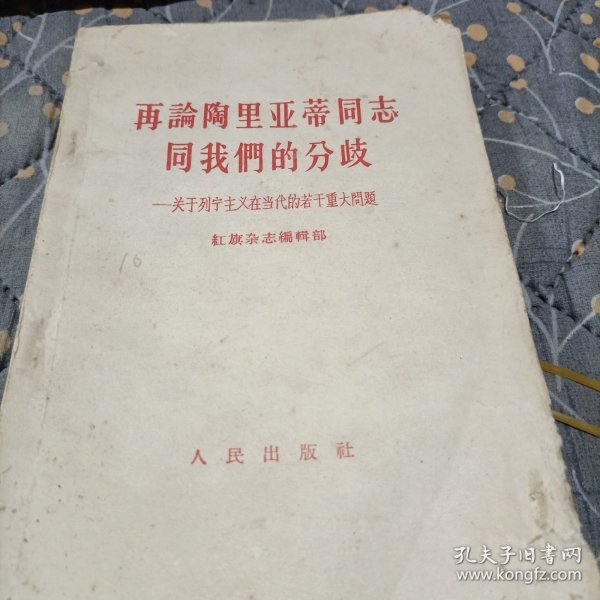 再論陶里亚蒂同志
同我們的分歧
——关于列宁主义在当代的若干重大問題
紅旗杂志編輯部
16
人民出版社
孔夫子旧书网
www.kongfz.com